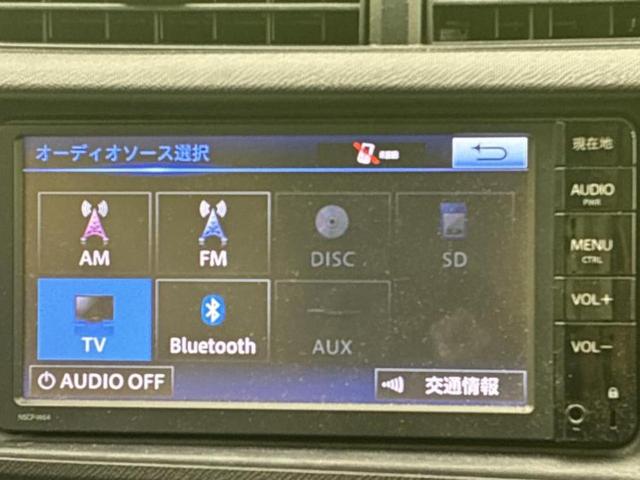 オーディオソース選択
現在地
AUDIO
PWR
AM
FM
DISC
SD
MENU
CTRL
TV
Bluetooth
AUX
VOL+
VOL−
AUDIO OFF
交通情報
NSCP-W64